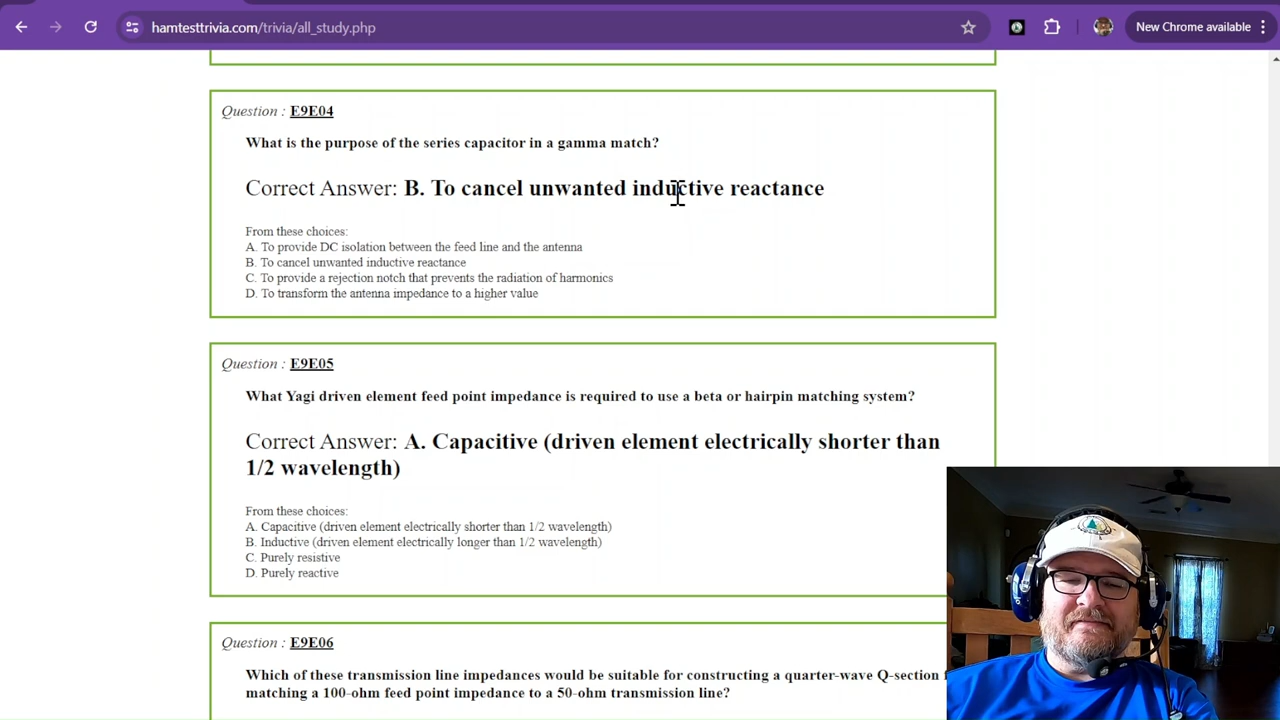 hamtesttrivia.com/trivia/all_study.php
New Chrome available
Question : E9E04
What is the purpose of the series capacitor in a gamma match?
Correct Answer: B. To cancel unwanted inductive reactance
From these choices:
A. To provide DC isolation between the feed line and the antenna
B. To cancel unwanted inductive reactance
C. To provide a rejection notch that prevents the radiation of harmonics
D. To transform the antenna impedance to a higher value
Question : E9E05
What Yagi driven element feed point impedance is required to use a beta or hairpin matching system?
Correct Answer: A. Capacitive (driven element electrically shorter than
1/2 wavelength)
From these choices:
A. Capacitive (driven element electrically shorter than 1/2 wavelength)
B. Inductive (driven element electrically longer than 1/2 wavelength)
C. Purely resistive
D. Purely reactive
Question : E9E06
Which of these transmission line impedances would be suitable for constructing a quarter-wave Q-section
matching a 100-ohm feed point impedance to a 50-ohm transmission line?